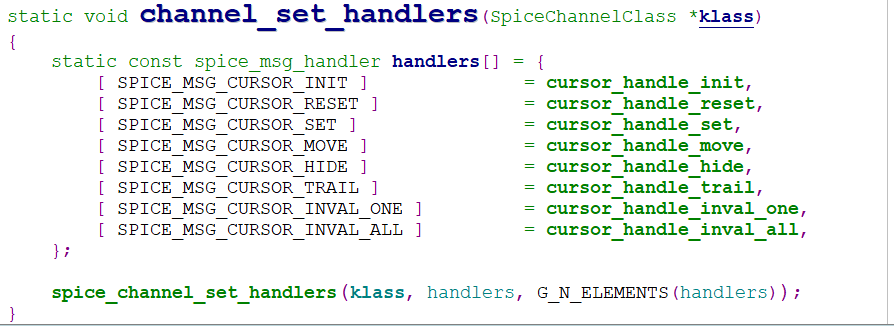 static void channel_set_handlers(SpiceChannelClass *klass)
{
    static const spice_msg_handler handlers[] = {
        [ SPICE_MSG_CURSOR_INIT ]              = cursor_handle_init,
        [ SPICE_MSG_CURSOR_RESET ]             = cursor_handle_reset,
        [ SPICE_MSG_CURSOR_SET ]               = cursor_handle_set,
        [ SPICE_MSG_CURSOR_MOVE ]              = cursor_handle_move,
        [ SPICE_MSG_CURSOR_HIDE ]              = cursor_handle_hide,
        [ SPICE_MSG_CURSOR_TRAIL ]             = cursor_handle_trail,
        [ SPICE_MSG_CURSOR_INVAL_ONE ]         = cursor_handle_inval_one,
        [ SPICE_MSG_CURSOR_INVAL_ALL ]         = cursor_handle_inval_all,
    };

    spice_channel_set_handlers(klass, handlers, G_N_ELEMENTS(handlers));
}